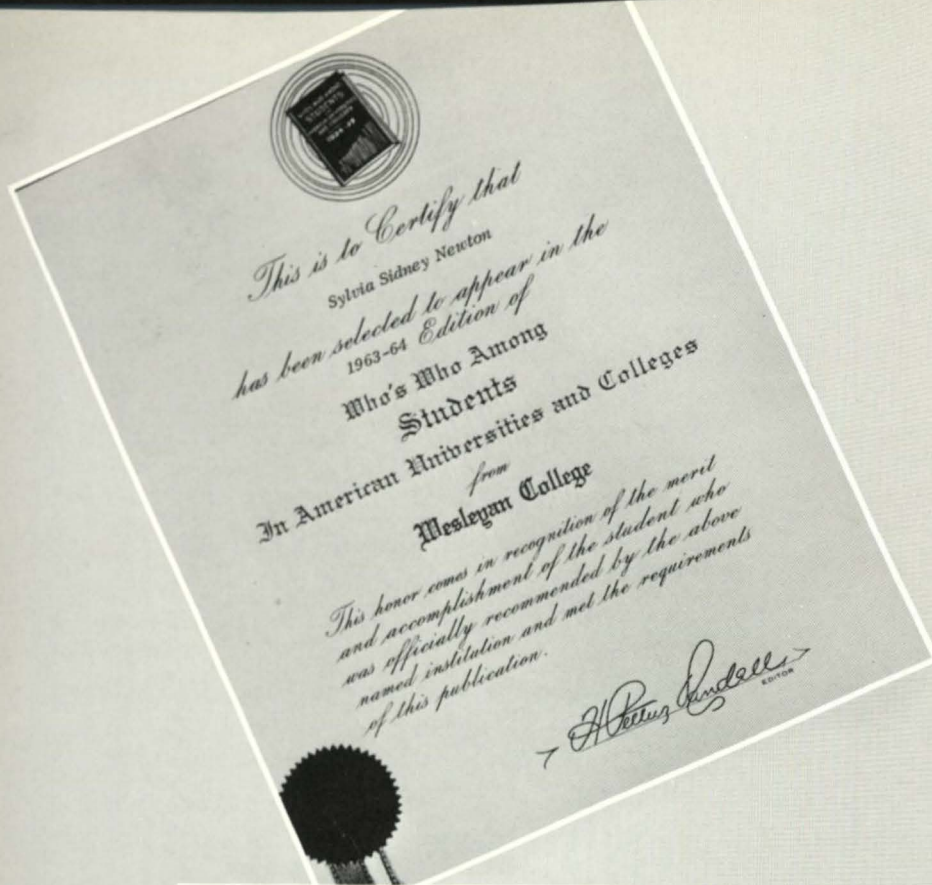 STUDENTS
This is to Certify that
Sylvia Sidney Newton
has been selected to appear in the
1963-64 Edition of
Who's Who Among
Students
In American Universities and Colleges
from
Wesleyan College
This honor comes in recognition of the merit
and accomplishment of the student who
was officially recommended by the above
named institution and met the requirements
of this publication.
H Pettus Randall
EDITOR